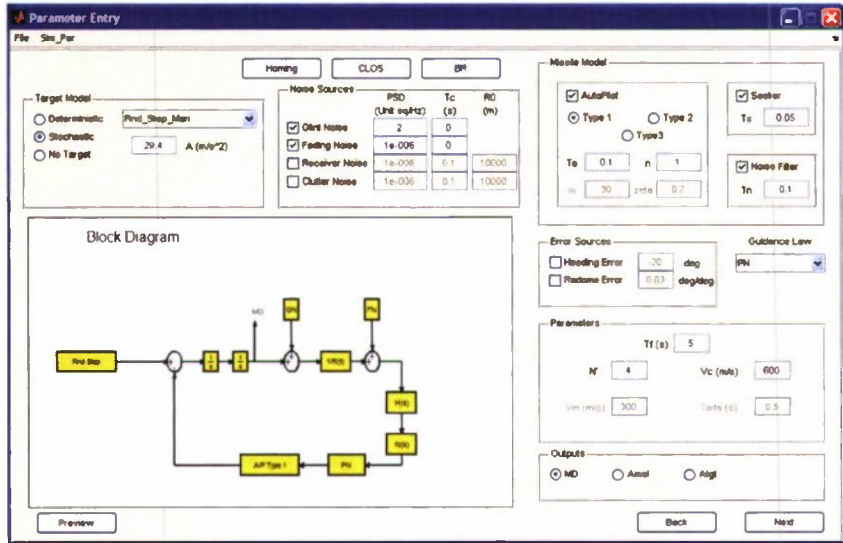 Parameter Entry
File Sim_Par
Homing CLOS BR
Target Model
Deterministic Rnd_Step_Man
Stochastic
29.4 A (m/s^2)
No Target
Noise Sources
PSD Tc R0
(Unit sq/Hz) (s) (m)
Glint Noise 2 0
Fading Noise 1e-006 0
Receiver Noise 1e-006 0.1 10000
Clutter Noise 1e-006 0.1 10000
Missile Model
AutoPilot
Type 1 Type 2
Type3
0.1 n 1
30 zeta 0.7
Seeker
Ts 0.05
Noise Filter
Tn 0.1
Block Diagram
MD
GN FN
Rnd Step
1 1
s s
H(s)
N(s)
A/P Type 1 PN
Error Sources
Heading Error -20 deg
Radome Error 0.03 deg/deg
Guidance Law
PN
Parameters
Tf (s) 5
N' 4 Vc (m/s) 600
Vm (m/s) 300 0.5
Outputs
MD
Preview Back Next